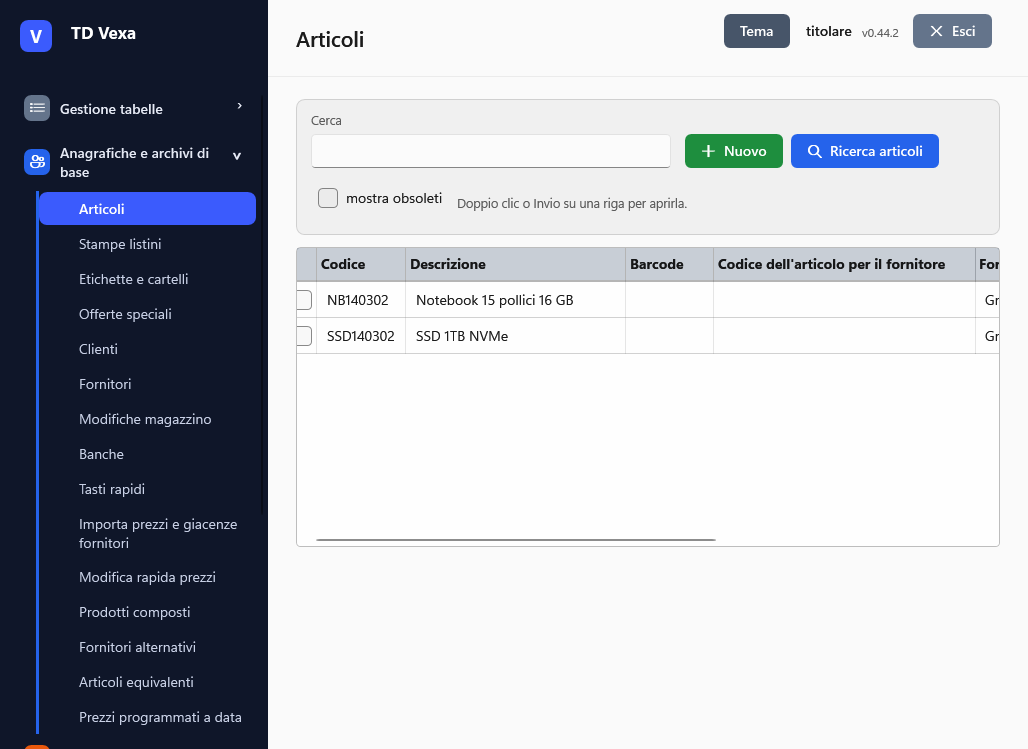 V
TD Vexa
Articoli
Tema
titolare
v0.44.2
Esci
Gestione tabelle
Anagrafiche e archivi di
base
Articoli
Stampe listini
Etichette e cartelli
Offerte speciali
Clienti
Fornitori
Modifiche magazzino
Banche
Tasti rapidi
Importa prezzi e giacenze
fornitori
Modifica rapida prezzi
Prodotti composti
Fornitori alternativi
Articoli equivalenti
Prezzi programmati a data
Cerca
Nuovo
Ricerca articoli
mostra obsoleti
Doppio clic o Invio su una riga per aprirla.
Codice Descrizione Barcode Codice dell'articolo per il fornitore For
NB140302 Notebook 15 pollici 16 GB Gr
SSD140302 SSD 1TB NVMe Gr